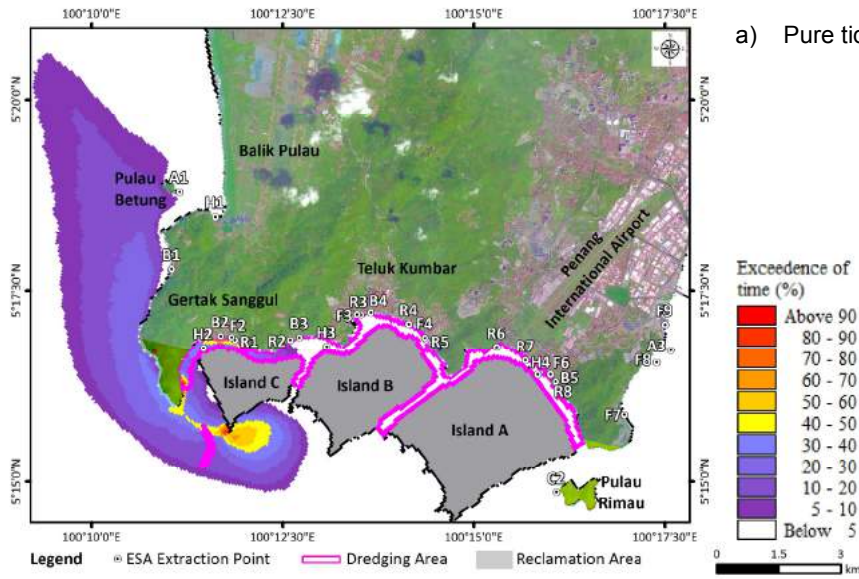 100°10'0"E 100°12'30"E 100°15'0"E 100°17'30"E
a) Pure tid
5°20'0"N 5°20'0"N
Balik Pulau
Pulau
Betung
A1
H1
B1
Penang
International Airport
Teluk Kumbar
5°17'30"N 5°17'30"N
Gertak Sanggul
R3 B4
F3 R4
F4
B2 F2 B3 H3 R5
H2 R1 R2
R6
R7
H4 F6
B5
R8
F9
A3
F8
F7
Island C
Island B
Island A
C2
Pulau
Rimau
5°15'0"N 5°15'0"N
100°10'0"E 100°12'30"E 100°15'0"E 100°17'30"E
Exceedence of
time (%)
Above 90
80 - 90
70 - 80
60 - 70
50 - 60
40 - 50
30 - 40
20 - 30
10 - 20
5 - 10
Below 5
0 1.5 3
km
Legend ESA Extraction Point Dredging Area Reclamation Area